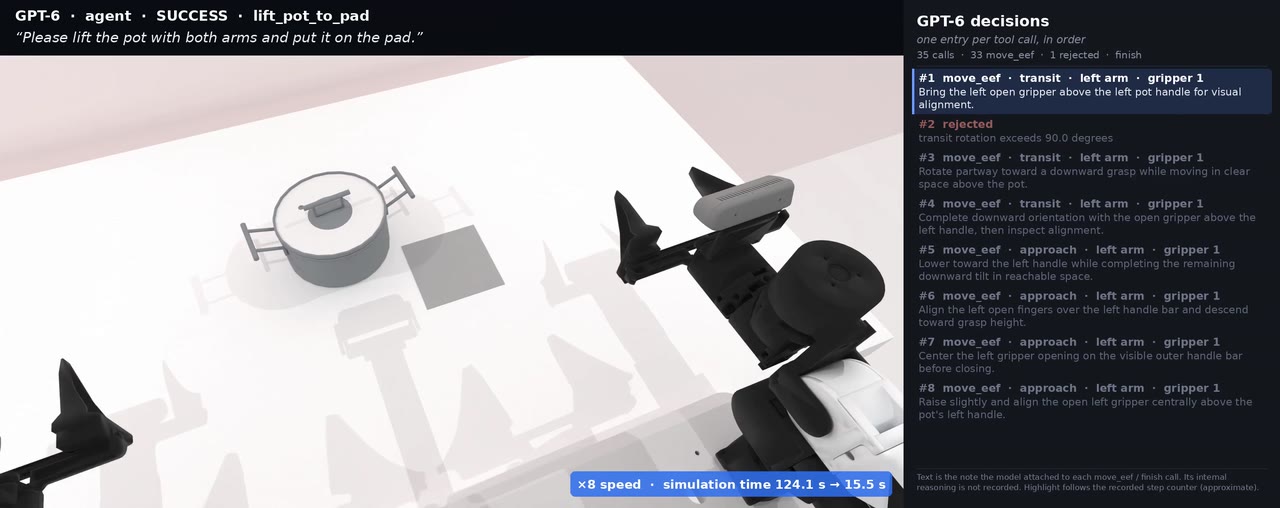 GPT-6 · agent · SUCCESS · lift_pot_to_pad
“Please lift the pot with both arms and put it on the pad.”
×8 speed · simulation time 124.1 s → 15.5 s
GPT-6 decisions
one entry per tool call, in order
35 calls · 33 move_eef · 1 rejected · finish
#1 move_eef · transit · left arm · gripper 1
Bring the left open gripper above the left pot handle for visual
alignment.
#2 rejected
transit rotation exceeds 90.0 degrees
#3 move_eef · transit · left arm · gripper 1
Rotate partway toward a downward grasp while moving in clear
space above the pot.
#4 move_eef · transit · left arm · gripper 1
Complete downward orientation with the open gripper above the
left handle, then inspect alignment.
#5 move_eef · approach · left arm · gripper 1
Lower toward the left handle while completing the remaining
downward tilt in reachable space.
#6 move_eef · approach · left arm · gripper 1
Align the left open fingers over the left handle bar and descend
toward grasp height.
#7 move_eef · approach · left arm · gripper 1
Center the left gripper opening on the visible outer handle bar
before closing.
#8 move_eef · approach · left arm · gripper 1
Raise slightly and align the open left gripper centrally above the
pot's left handle.
Text is the note the model attached to each move_eef / finish call. Its internal
reasoning is not recorded. Highlight follows the recorded step counter (approximate).